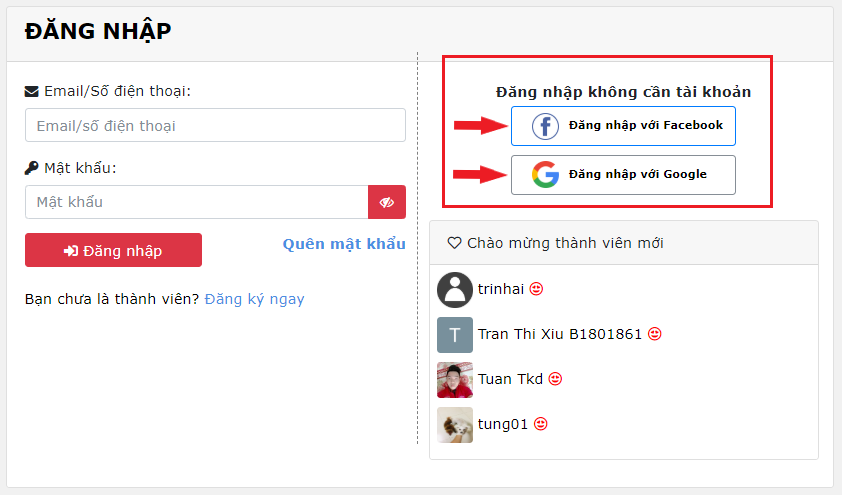 ĐĂNG NHẬP
Email/Số điện thoại:
Email/số điện thoại
Mật khẩu:
Mật khẩu
Đăng nhập
Quên mật khẩu
Bạn chưa là thành viên? Đăng ký ngay
Đăng nhập không cần tài khoản
Đăng nhập với Facebook
Đăng nhập với Google
Chào mừng thành viên mới
trinhai
T
Tran Thi Xiu B1801861
Tuan Tkd
tung01